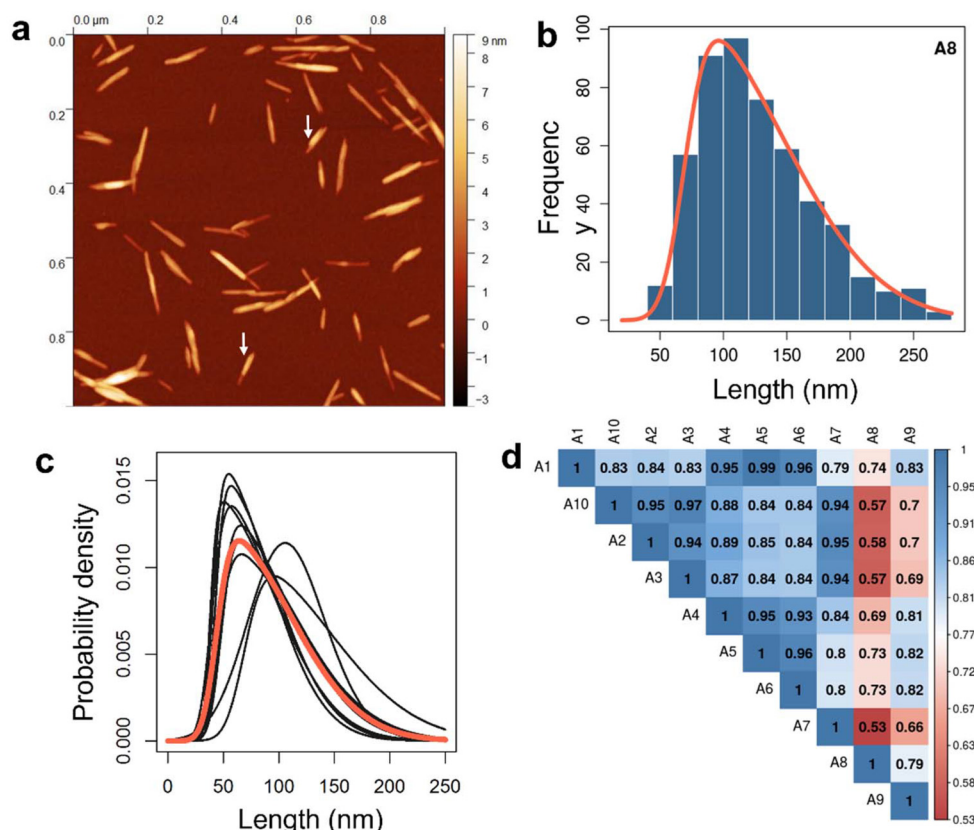 a
0.0 µm 0.2 0.4 0.6 0.8
0.0
0.2
0.4
0.6
0.8
9 nm
8
7
6
5
4
3
2
1
0
−1
−3
b
A8
100
80
60
40
20
0
Frequenc
y
50 100 150 200 250
Length (nm)
c
0.015
0.010
0.005
0.000
Probability density
0 50 100 150 200 250
Length (nm)
d
A1 A10 A2 A3 A4 A5 A6 A7 A8 A9
A1 1 0.83 0.84 0.83 0.95 0.99 0.96 0.79 0.74 0.83
A10 1 0.95 0.97 0.88 0.84 0.84 0.94 0.57 0.7
A2 1 0.94 0.89 0.85 0.84 0.95 0.58 0.7
A3 1 0.87 0.84 0.84 0.94 0.57 0.69
A4 1 0.95 0.93 0.84 0.69 0.81
A5 1 0.96 0.8 0.73 0.82
A6 1 0.8 0.73 0.82
A7 1 0.53 0.66
A8 1 0.79
A9 1
1
0.95
0.91
0.86
0.81
0.77
0.72
0.67
0.63
0.58
0.53